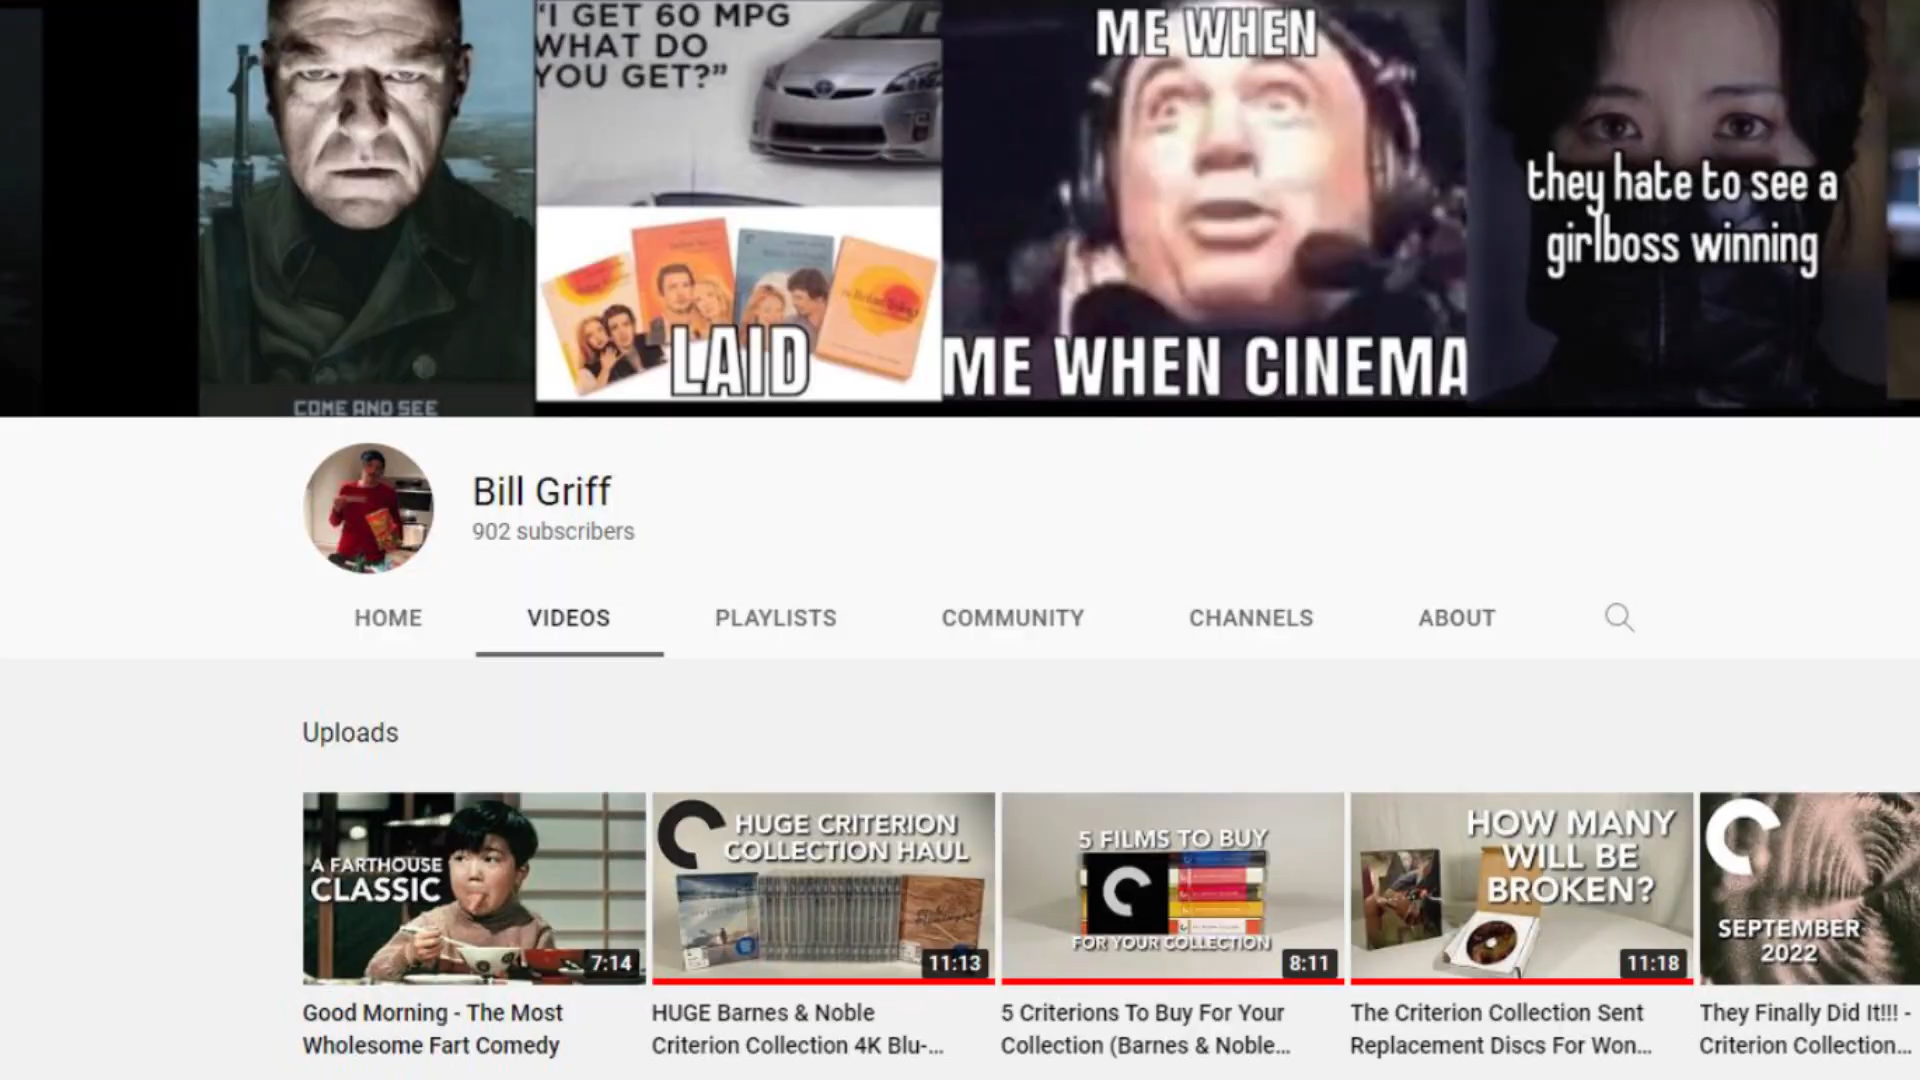 "I GET 60 MPG
WHAT DO
YOU GET?"
LAID
ME WHEN
ME WHEN CINEMA
they hate to see a
girlboss winning
COME AND SEE
Bill Griff
902 subscribers
HOME
VIDEOS
PLAYLISTS
COMMUNITY
CHANNELS
ABOUT
Uploads
A FARTHOUSE
CLASSIC
7:14
HUGE CRITERION
COLLECTION HAUL
11:13
5 FILMS TO BUY
FOR YOUR COLLECTION
8:11
HOW MANY
WILL BE
BROKEN?
11:18
SEPTEMBER
2022
Good Morning - The Most
Wholesome Fart Comedy
HUGE Barnes & Noble
Criterion Collection 4K Blu-...
5 Criterions To Buy For Your
Collection (Barnes & Noble...
The Criterion Collection Sent
Replacement Discs For Won...
They Finally Did It!!! -
Criterion Collection...